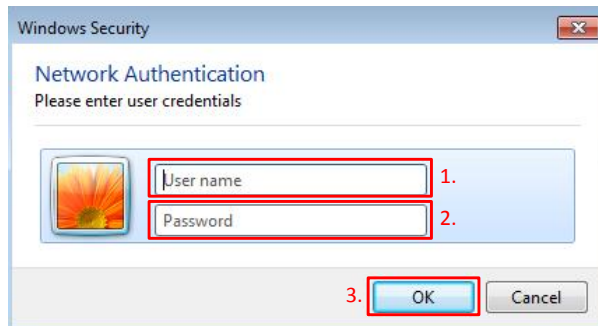 Windows Security
Network Authentication
Please enter user credentials
User name 1.
Password 2.
3. OK Cancel